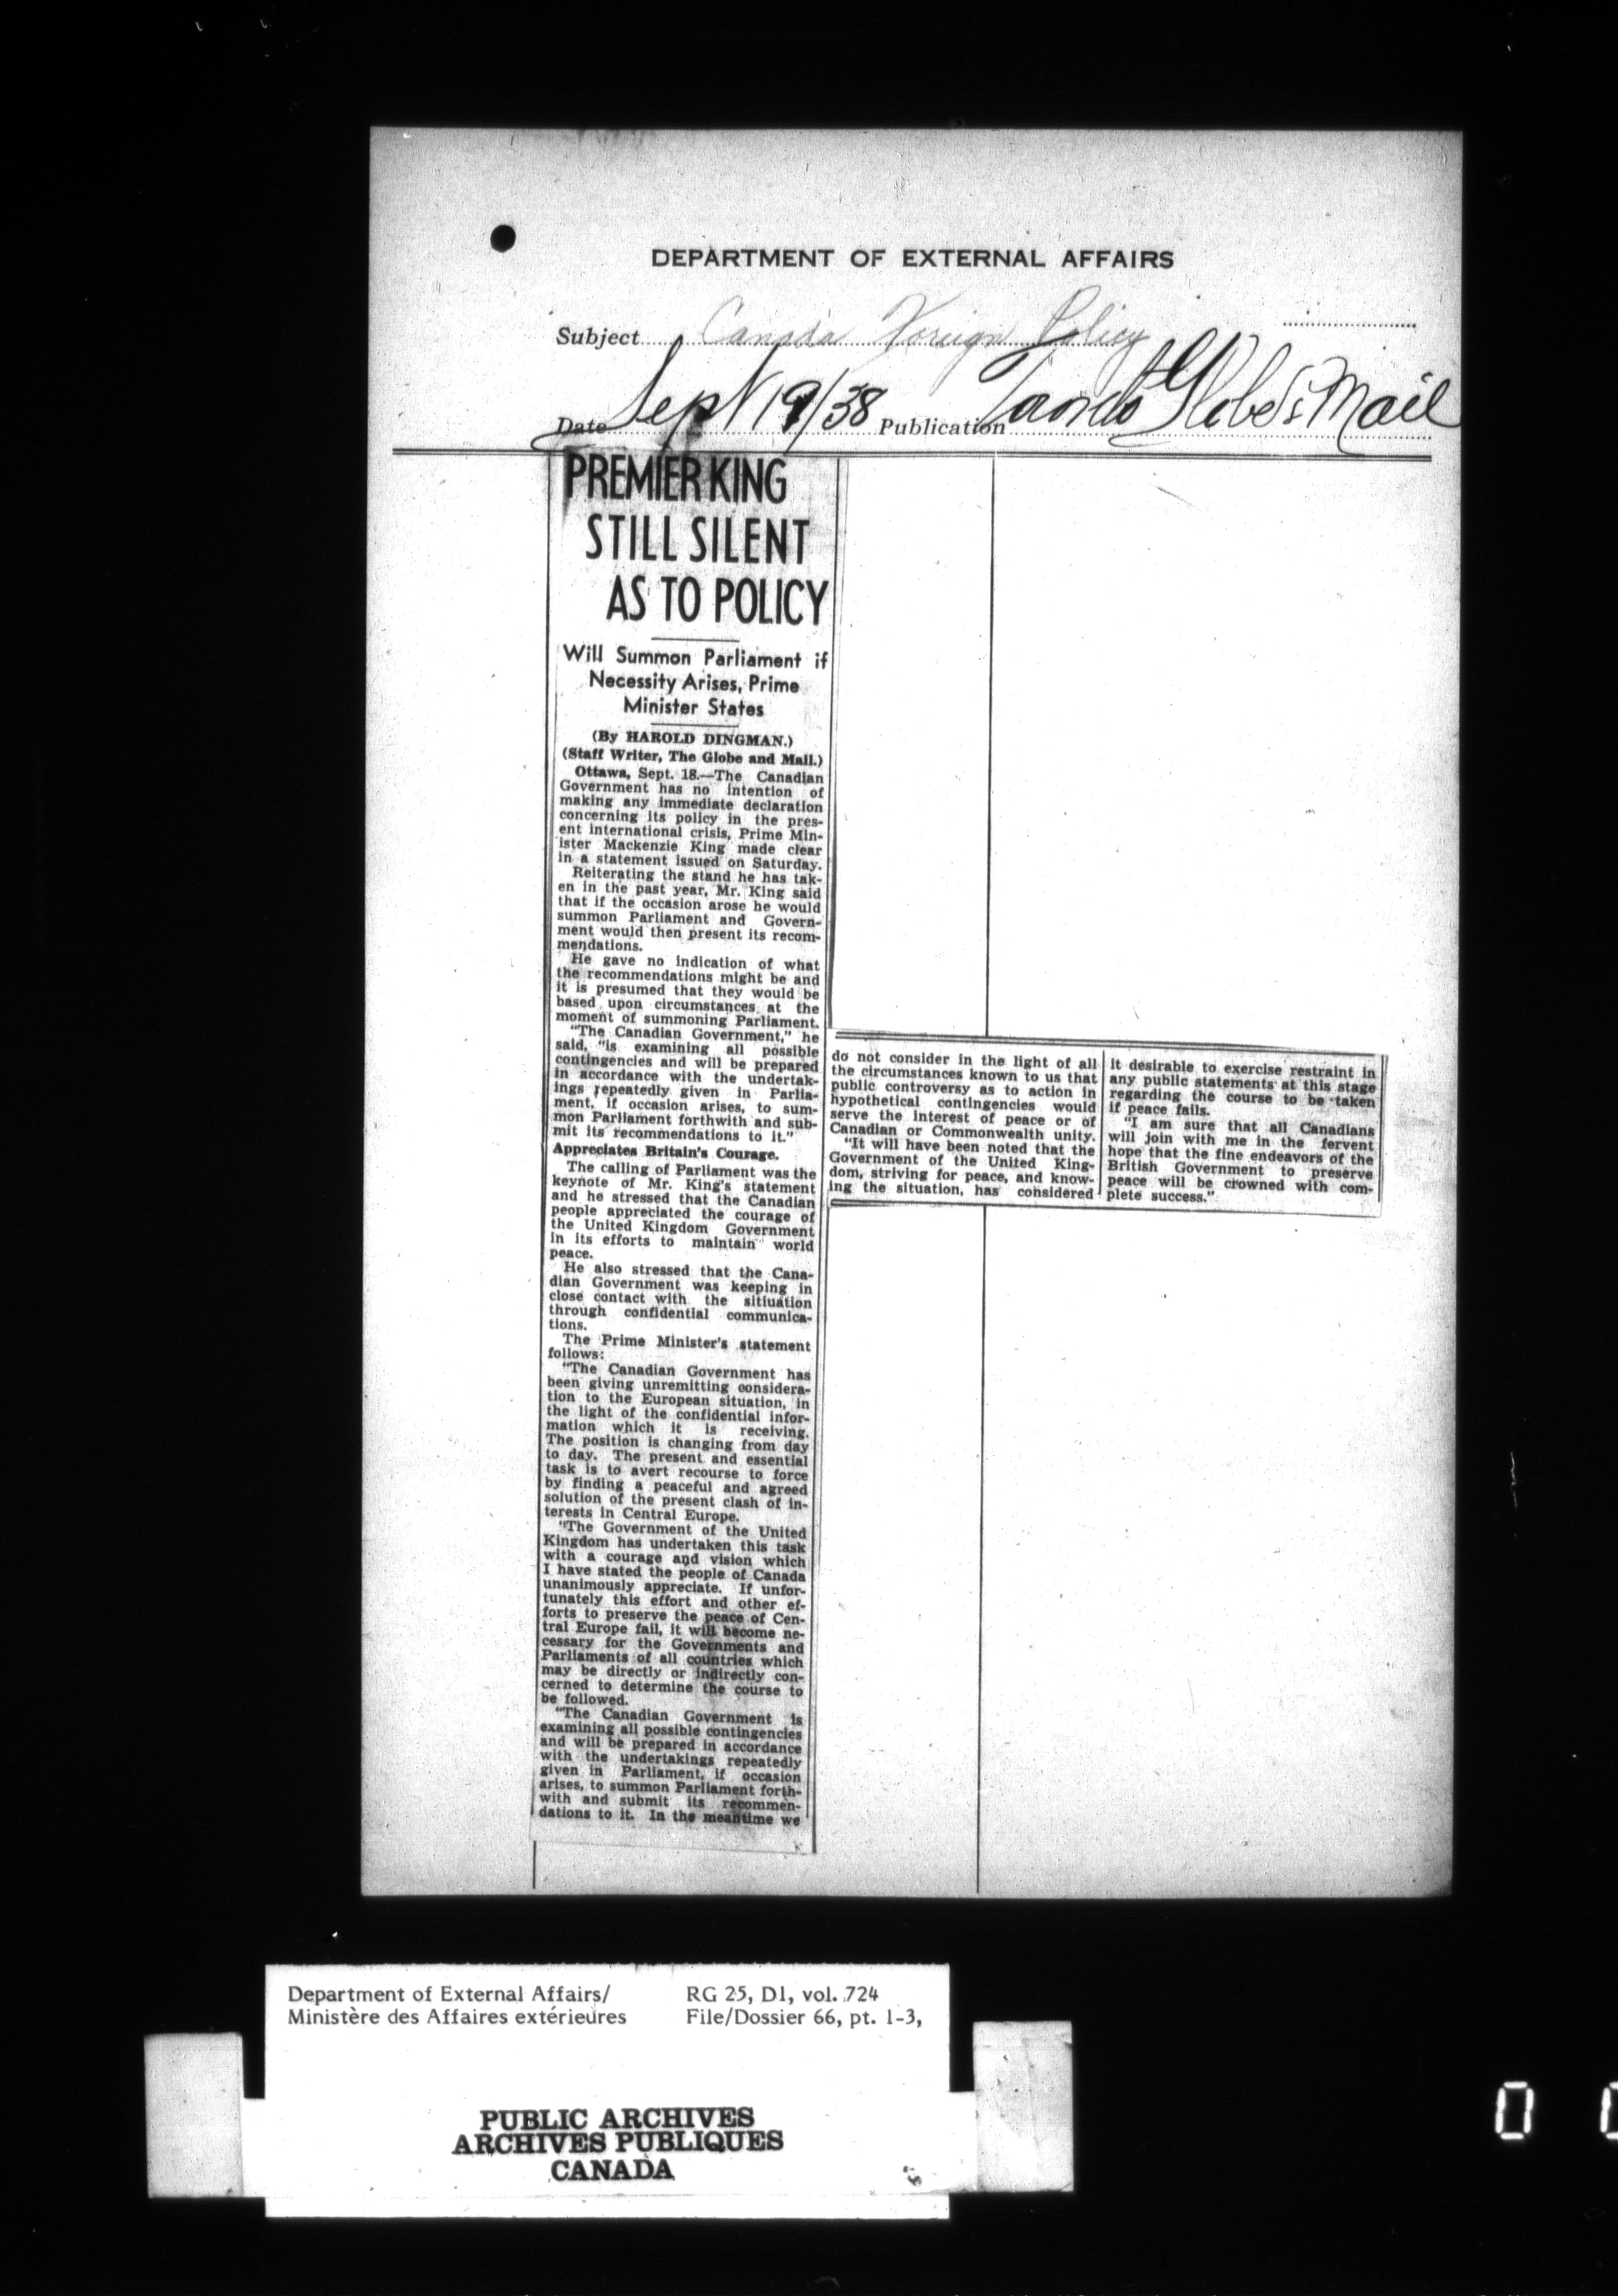 DEPARTMENT OF EXTERNAL AFFAIRS
Subject Canada Foreign Policy
Date Sept 19/38 Publication Toronto Globe & Mail
PREMIER KING
STILL SILENT
AS TO POLICY
Will Summon Parliament if
Necessity Arises, Prime
Minister States
(By HAROLD DINGMAN.)
(Staff Writer, The Globe and Mail.)
Ottawa, Sept. 18.—The Canadian
Government has no intention of
making any immediate declaration
concerning its policy in the pres-
ent international crisis, Prime Min-
ister Mackenzie King made clear
in a statement issued on Saturday.
Reiterating the stand he has tak-
en in the past year, Mr. King said
that if the occasion arose he would
summon Parliament and Govern-
ment would then present its recom-
mendations.
He gave no indication of what
the recommendations might be and
it is presumed that they would be
based upon circumstances at the
moment of summoning Parliament.
"The Canadian Government," he
said, "is examining all possible
contingencies and will be prepared
in accordance with the undertak-
ings repeatedly given in Parlia-
ment, if occasion arises, to sum-
mon Parliament forthwith and sub-
mit its recommendations to it."
Appreciates Britain's Courage.
The calling of Parliament was the
keynote of Mr. King's statement
and he stressed that the Canadian
people appreciated the courage of
the United Kingdom Government
in its efforts to maintain world
peace.
He also stressed that the Cana-
dian Government was keeping in
close contact with the sitiuation
through confidential communica-
tions.
The Prime Minister's statement
follows:
"The Canadian Government has
been giving unremitting considera-
tion to the European situation, in
the light of the confidential infor-
mation which it is receiving.
The position is changing from day
to day. The present and essential
task is to avert recourse to force
by finding a peaceful and agreed
solution of the present clash of in-
terests in Central Europe.
"The Government of the United
Kingdom has undertaken this task
with a courage and vision which
I have stated the people of Canada
unanimously appreciate. If unfor-
tunately this effort and other ef-
forts to preserve the peace of Cen-
tral Europe fail, it will become ne-
cessary for the Governments and
Parliaments of all countries which
may be directly or indirectly con-
cerned to determine the course to
be followed.
"The Canadian Government is
examining all possible contingencies
and will be prepared in accordance
with the undertakings repeatedly
given in Parliament, if occasion
arises, to summon Parliament forth-
with and submit its recommen-
dations to it. In the meantime we
do not consider in the light of all
the circumstances known to us that
public controversy as to action in
hypothetical contingencies would
serve the interest of peace or of
Canadian or Commonwealth unity.
"It will have been noted that the
Government of the United King-
dom, striving for peace, and know-
ing the situation, has considered
it desirable to exercise restraint in
any public statements at this stage
regarding the course to be taken
if peace fails.
"I am sure that all Canadians
will join with me in the fervent
hope that the fine endeavors of the
British Government to preserve
peace will be crowned with com-
plete success."
Department of External Affairs/
Ministère des Affaires extérieures
RG 25, D1, vol. 724
File/Dossier 66, pt. 1-3,
PUBLIC ARCHIVES
ARCHIVES PUBLIQUES
CANADA
0